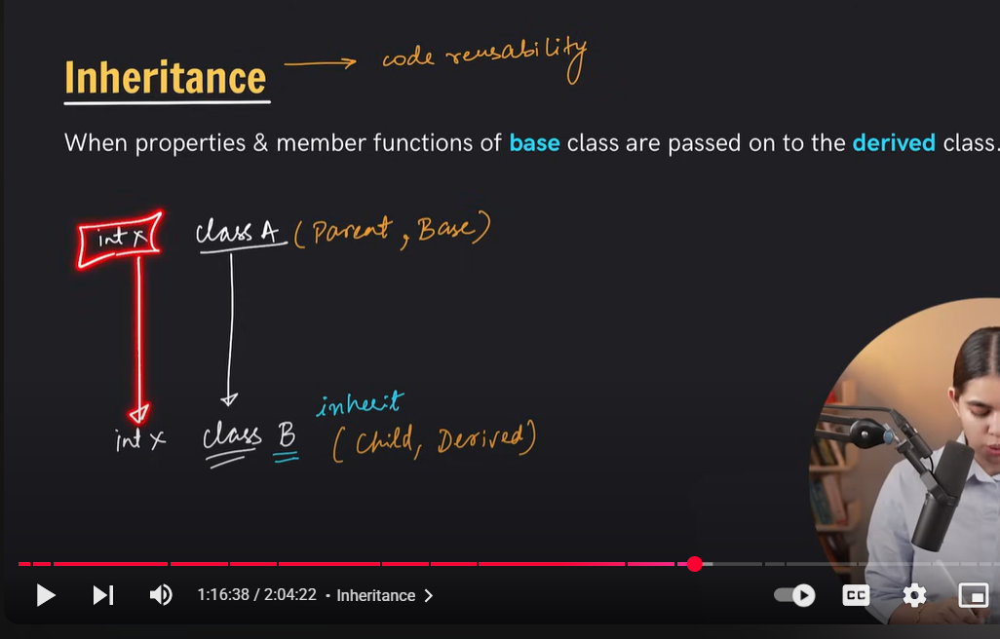 Inheritance → code reusability
When properties & member functions of base class are passed on to the derived class.
int x class A (Parent, Base)
inherit
int x class B (Child, Derived)
1:16:38 / 2:04:22 • Inheritance >
CC